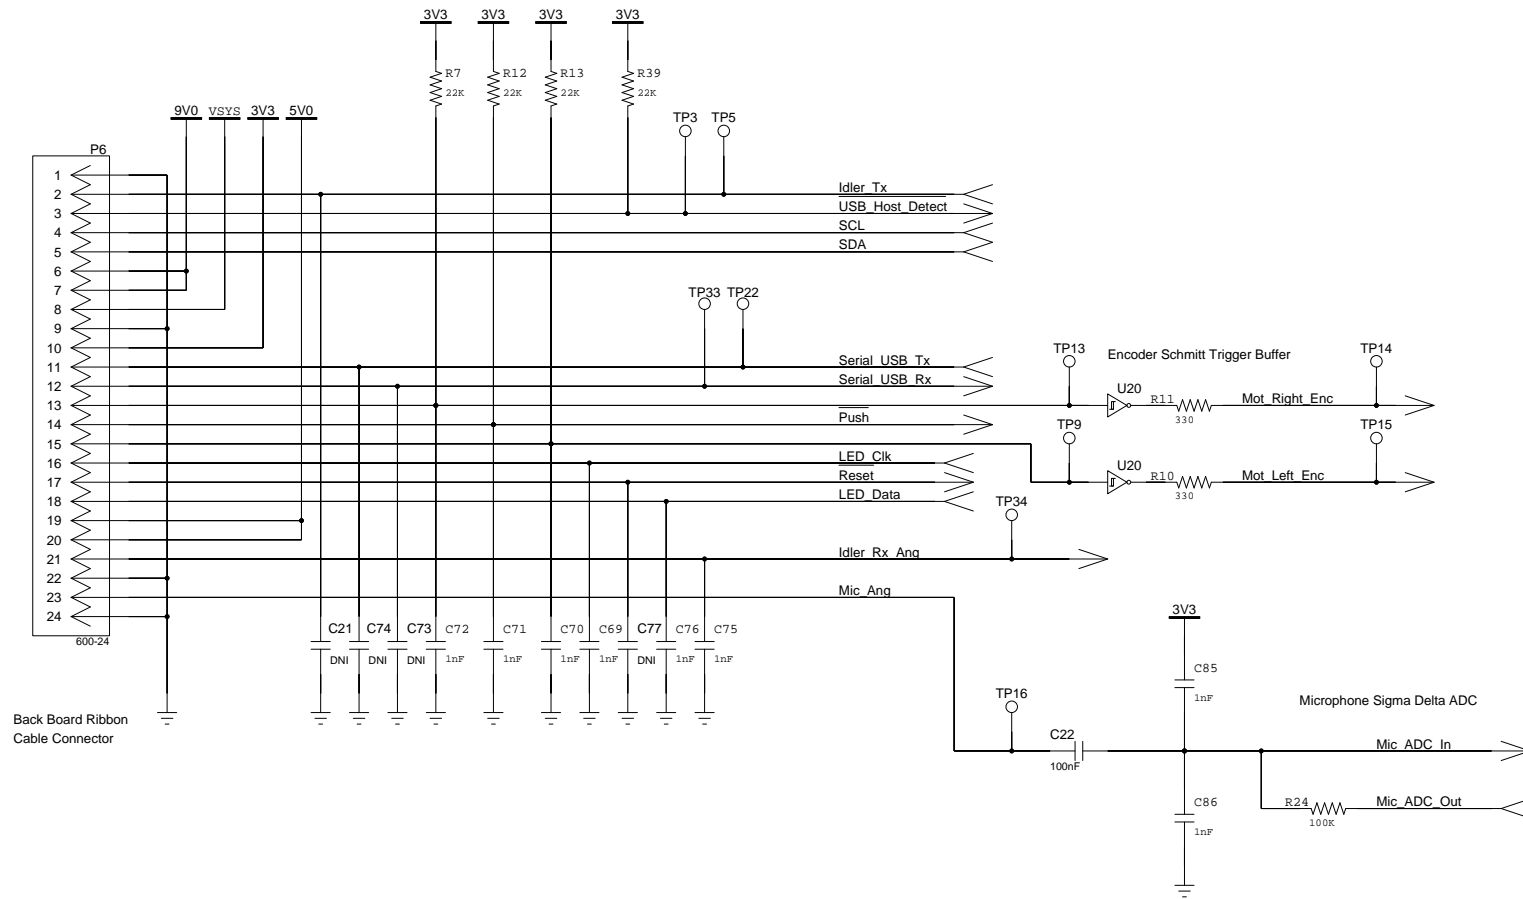 3V3 3V3 3V3 3V3
R7 R12 R13 R39
22K 22K 22K 22K
9V0 VSYS 3V3 5V0
TP3 TP5
P6
1
2 Idler_Tx
3 USB_Host_Detect
4 SCL
5 SDA
6
7
TP33 TP22
8
9
10
TP13 Encoder Schmitt Trigger Buffer TP14
11 Serial_USB_Tx
12 Serial_USB_Rx
U20
13 R11 Mot_Right_Enc
330
14 Push
TP9 TP15
15
16 LED_Clk
U20
17 Reset
R10 Mot_Left_Enc
330
18 LED_Data
TP34
19
20
21 Idler_Rx_Ang
22
23 Mic_Ang
24
3V3
600-24
C21 C74 C73 C72 C71 C70 C69 C77 C76 C75
DNI DNI DNI 1nF 1nF 1nF 1nF DNI 1nF 1nF
C85
1nF
TP16
Microphone Sigma Delta ADC
Back Board Ribbon
Cable Connector
C22
100nF
Mic_ADC_In
C86
1nF
R24 Mic_ADC_Out
100K